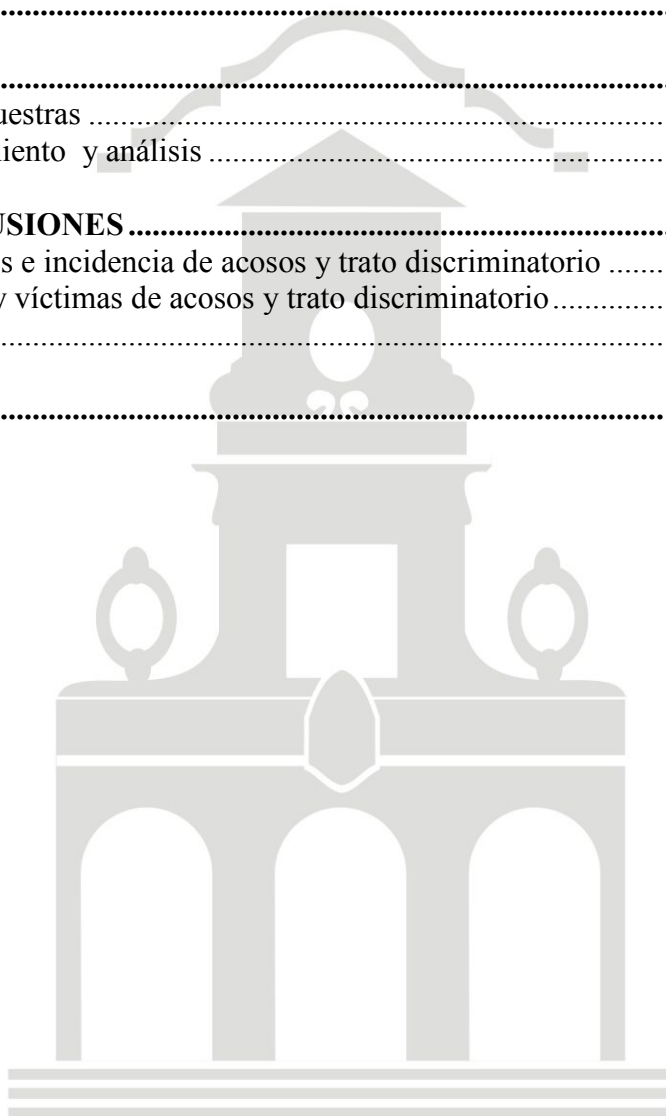 ..........................................................................................
..........................................................................................
uestras ..............................................................................
iento  y análisis .............................................................
USIONES ........................................................................
s e incidencia de acosos y trato discriminatorio .......
y víctimas de acosos y trato discriminatorio ...............
..........................................................................................
..........................................................................................